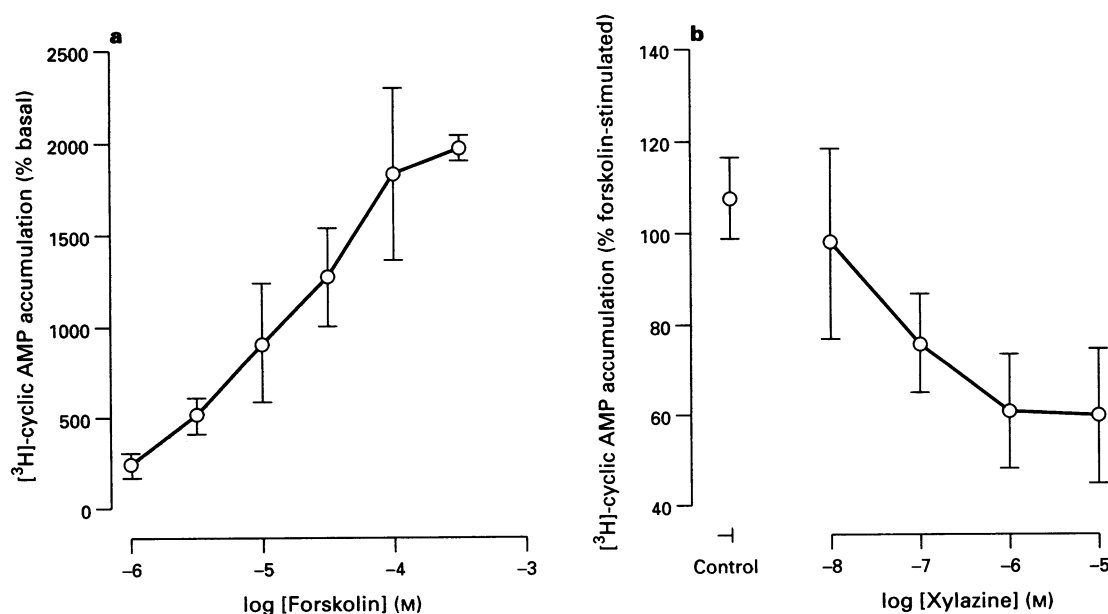 a
2500
2000
1500
1000
500
0
[³H]-cyclic AMP accumulation (% basal)
–6 –5 –4 –3
log [Forskolin] (M)
b
140
120
100
80
60
40
[³H]-cyclic AMP accumulation (% forskolin-stimulated)
Control –8 –7 –6 –5
log [Xylazine] (M)